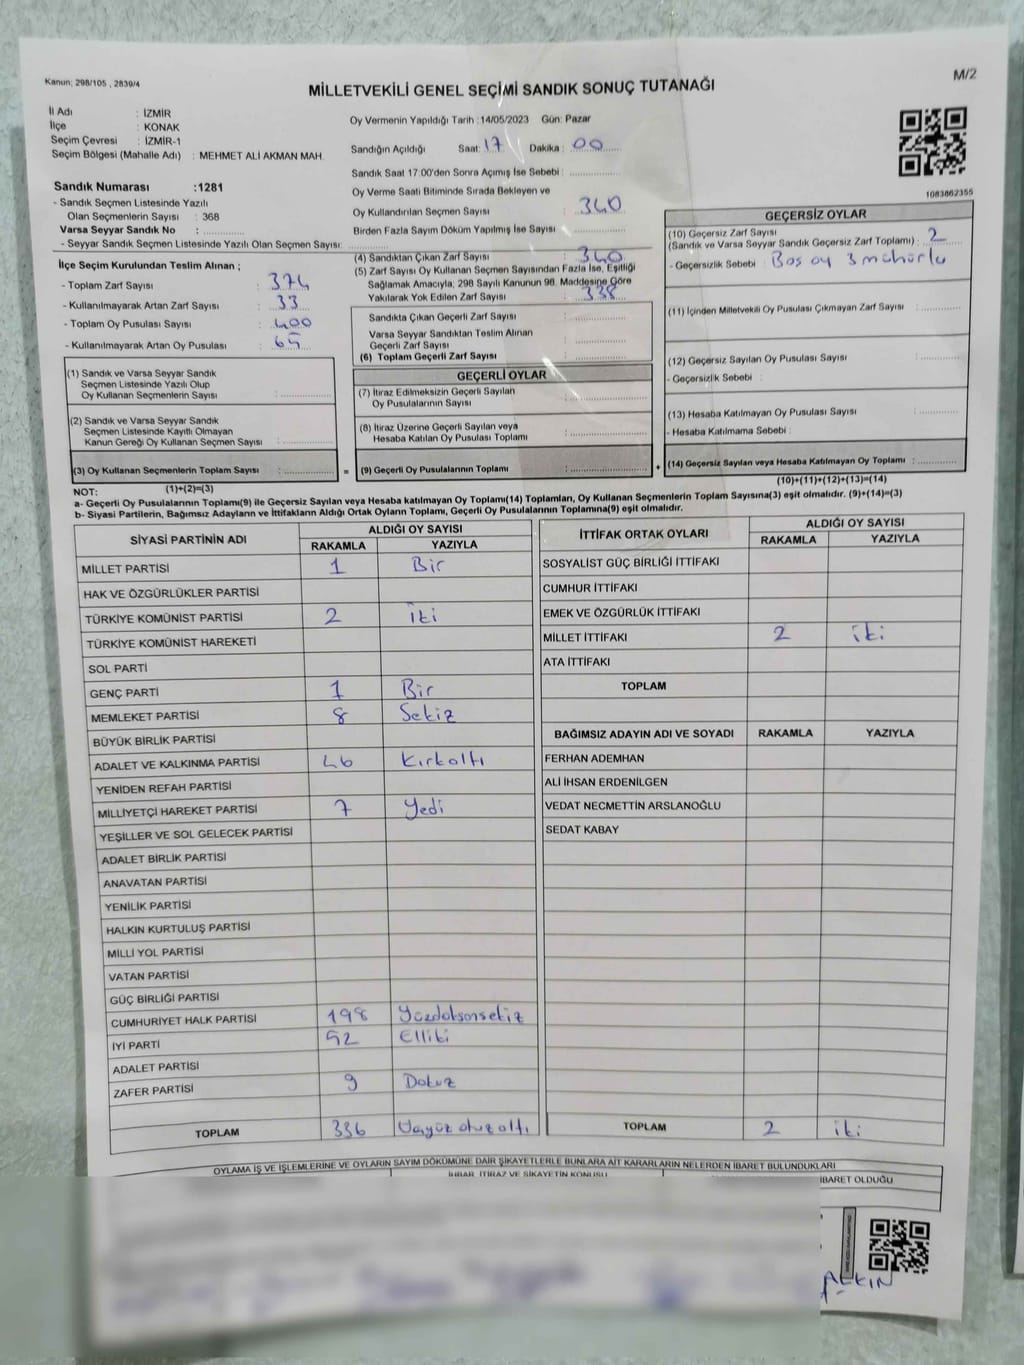 Kanun: 298/105 , 2839/4
M/2
MİLLETVEKİLİ GENEL SEÇİMİ SANDIK SONUÇ TUTANAĞI
İl Adı : İZMİR
İlçe : KONAK
Seçim Çevresi : İZMİR-1
Seçim Bölgesi (Mahalle Adı) : MEHMET ALİ AKMAN MAH.
Sandık Numarası :1281
- Sandık Seçmen Listesinde Yazılı
Olan Seçmenlerin Sayısı : 368
Varsa Seyyar Sandık No :
- Seyyar Sandık Seçmen Listesinde Yazılı Olan Seçmen Sayısı:
Oy Vermenin Yapıldığı Tarih :14/05/2023 Gün: Pazar
Sandığın Açıldığı Saat: 17 Dakika : 00
Sandık Saat 17:00'den Sonra Açımış İse Sebebi :
Oy Verme Saati Bitiminde Sırada Bekleyen ve
Oy Kullandırılan Seçmen Sayısı : 340
Birden Fazla Sayım Döküm Yapılmış İse Sayısı :
1083862355
İlçe Seçim Kurulundan Teslim Alınan ;
- Toplam Zarf Sayısı : 374
- Kullanılmayarak Artan Zarf Sayısı : 33
- Toplam Oy Pusulası Sayısı : 400
- Kullanılmayarak Artan Oy Pusulası : 65
(4) Sandıktan Çıkan Zarf Sayısı : 340
(5) Zarf Sayısı Oy Kullanan Seçmen Sayısından Fazla İse, Eşitliği
Sağlamak Amacıyla, 298 Sayılı Kanunun 98. Maddesine Göre
Yakılarak Yok Edilen Zarf Sayısı : 338
Sandıkta Çıkan Geçerli Zarf Sayısı :
Varsa Seyyar Sandıktan Teslim Alınan
Geçerli Zarf Sayısı :
(6) Toplam Geçerli Zarf Sayısı :
GEÇERSİZ OYLAR
(10) Geçersiz Zarf Sayısı
(Sandık ve Varsa Seyyar Sandık Geçersiz Zarf Toplamı) : 2
- Geçersizlik Sebebi : Boş oy 3 mühürlü
(11) İçinden Milletvekili Oy Pusulası Çıkmayan Zarf Sayısı :
(12) Geçersiz Sayılan Oy Pusulası Sayısı :
- Geçersizlik Sebebi :
(13) Hesaba Katılmayan Oy Pusulası Sayısı :
- Hesaba Katılmama Sebebi :
(14) Geçersiz Sayılan veya Hesaba Katılmayan Oy Toplamı :
(10)+(11)+(12)+(13)=(14)
(1) Sandık ve Varsa Seyyar Sandık
Seçmen Listesinde Yazılı Olup
Oy Kullanan Seçmenlerin Sayısı :
(2) Sandık ve Varsa Seyyar Sandık
Seçmen Listesinde Kayıtlı Olmayan
Kanun Gereği Oy Kullanan Seçmen Sayısı :
(3) Oy Kullanan Seçmenlerin Toplam Sayısı :
(1)+(2)=(3)
GEÇERLİ OYLAR
(7) İtiraz Edilmeksizin Geçerli Sayılan
Oy Pusulalarının Sayısı :
(8) İtiraz Üzerine Geçerli Sayılan veya
Hesaba Katılan Oy Pusulası Toplamı :
= (9) Geçerli Oy Pusulalarının Toplamı : +
NOT:
a- Geçerli Oy Pusulalarının Toplamı(9) ile Geçersiz Sayılan veya Hesaba katılmayan Oy Toplamı(14) Toplamları, Oy Kullanan Seçmenlerin Toplam Sayısına(3) eşit olmalıdır. (9)+(14)=(3)
b- Siyasi Partilerin, Bağımsız Adayların ve İttifakların Aldığı Ortak Oyların Toplamı, Geçerli Oy Pusulalarının Toplamına(9) eşit olmalıdır.
SİYASİ PARTİNİN ADI ALDIĞI OY SAYISI
RAKAMLA YAZIYLA
MİLLET PARTİSİ 1 Bir
HAK VE ÖZGÜRLÜKLER PARTİSİ
TÜRKİYE KOMÜNİST PARTİSİ 2 iki
TÜRKİYE KOMÜNİST HAREKETİ
SOL PARTİ
GENÇ PARTİ 1 Bir
MEMLEKET PARTİSİ 8 Sekiz
BÜYÜK BİRLİK PARTİSİ
ADALET VE KALKINMA PARTİSİ 46 Kırkaltı
YENİDEN REFAH PARTİSİ
MİLLİYETÇİ HAREKET PARTİSİ 7 Yedi
YEŞİLLER VE SOL GELECEK PARTİSİ
ADALET BİRLİK PARTİSİ
ANAVATAN PARTİSİ
YENİLİK PARTİSİ
HALKIN KURTULUŞ PARTİSİ
MİLLİ YOL PARTİSİ
VATAN PARTİSİ
GÜÇ BİRLİĞİ PARTİSİ
CUMHURİYET HALK PARTİSİ 198 Yüzdoksansekiz
İYİ PARTİ 52 Elliiki
ADALET PARTİSİ
ZAFER PARTİSİ 9 Dokuz
TOPLAM 336 Üçyüz otuz altı
İTTİFAK ORTAK OYLARI ALDIĞI OY SAYISI
RAKAMLA YAZIYLA
SOSYALİST GÜÇ BİRLİĞİ İTTİFAKI
CUMHUR İTTİFAKI
EMEK VE ÖZGÜRLÜK İTTİFAKI
MİLLET İTTİFAKI 2 iki
ATA İTTİFAKI
TOPLAM
BAĞIMSIZ ADAYIN ADI VE SOYADI RAKAMLA YAZIYLA
FERHAN ADEMHAN
ALİ İHSAN ERDENİLGEN
VEDAT NECMETTİN ARSLANOĞLU
SEDAT KABAY
TOPLAM 2 iki
OYLAMA İŞ VE İŞLEMLERİNE VE OYLARIN SAYIM DÖKÜMÜNE DAİR ŞİKAYETLERLE BUNLARA AİT KARARLARIN NELERDEN İBARET BULUNDUKLARI
İHBAR, İTİRAZ VE ŞİKAYETİN KONUSU
İBARET OLDUĞU